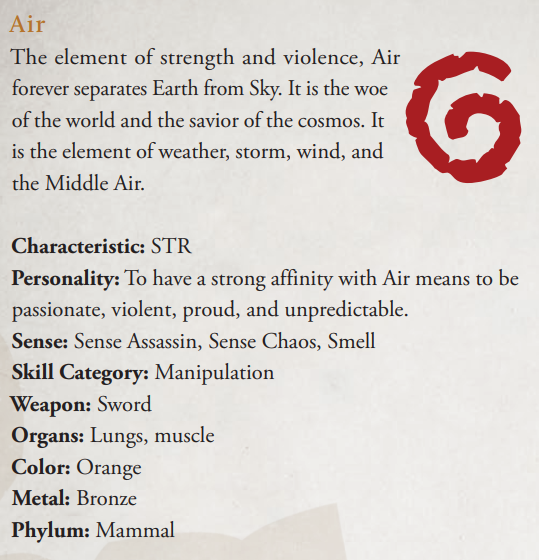 Air
The element of strength and violence, Air
forever separates Earth from Sky. It is the woe
of the world and the savior of the cosmos. It
is the element of weather, storm, wind, and
the Middle Air.
Characteristic: STR
Personality: To have a strong affinity with Air means to be
passionate, violent, proud, and unpredictable.
Sense: Sense Assassin, Sense Chaos, Smell
Skill Category: Manipulation
Weapon: Sword
Organs: Lungs, muscle
Color: Orange
Metal: Bronze
Phylum: Mammal